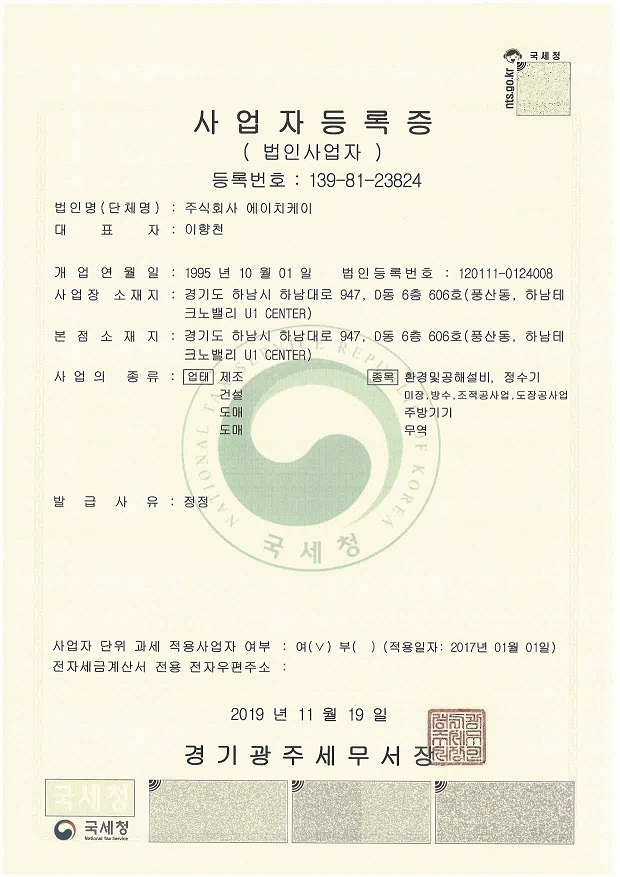 국세청
nts.go.kr
사업자등록증
( 법인사업자 )
등록번호 : 139-81-23824
법인명(단체명) : 주식회사 에이치케이
대 표 자 : 이향천
개 업 연 월 일 : 1995 년 10 월 01 일 법인등록번호 : 120111-0124008
사업장 소재지 : 경기도 하남시 하남대로 947, D동 6층 606호(풍산동, 하남테
크노밸리 U1 CENTER)
본 점 소 재 지 : 경기도 하남시 하남대로 947, D동 6층 606호(풍산동, 하남테
크노밸리 U1 CENTER)
사 업 의 종 류 : 업태 제조 종목 환경및공해설비, 정수기
건설 미장,방수,조적공사업,도장공사업
도매 주방기기
도매 무역
발 급 사 유 : 정정
NATIONAL TAX SERVICE REPUBLIC OF KOREA
국세청
사업자 단위 과세 적용사업자 여부 : 여(∨) 부( ) (적용일자: 2017년 01월 01일)
전자세금계산서 전용 전자우편주소 :
2019 년 11 월 19 일
경기광주세무서장
국세청
국세청
National Tax Service